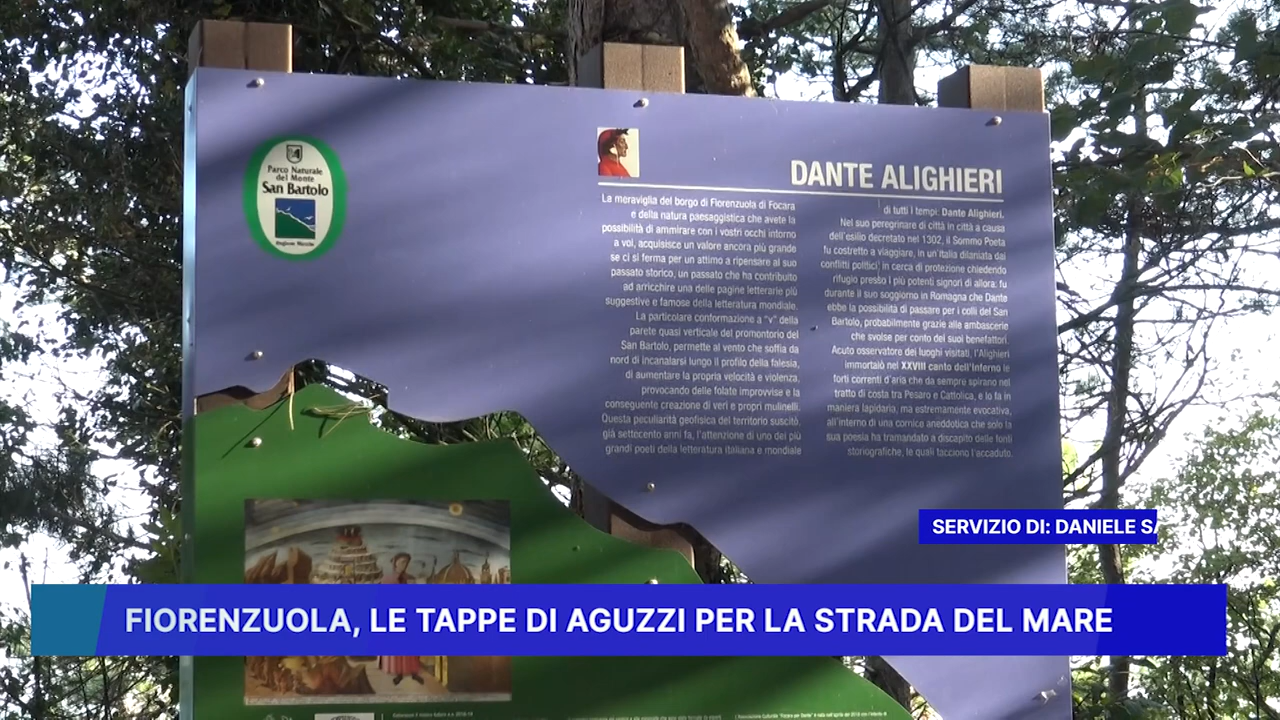 Parco Naturale
del Monte
San Bartolo
Regione Marche
DANTE ALIGHIERI
La meraviglia del borgo di Fiorenzuola di Focara
e della natura paesaggistica che avete la
possibilità di ammirare con i vostri occhi intorno
a voi, acquisisce un valore ancora più grande
se ci si ferma per un attimo a ripensare al suo
passato storico, un passato che ha contribuito
ad arricchire una delle pagine letterarie più
suggestive e famose della letteratura mondiale.
La particolare conformazione a "v" della
parete quasi verticale del promontorio del
San Bartolo, permette al vento che soffia da
nord di incanalarsi lungo il profilo della falesia,
di aumentare la propria velocità e violenza,
provocando delle folate improvvise e la
conseguente creazione di veri e propri mulinelli.
Questa peculiarità geofisica del territorio suscitò,
già settecento anni fa, l'attenzione di uno dei più
grandi poeti della letteratura italiana e mondiale
di tutti i tempi: Dante Alighieri.
Nel suo peregrinare di città in città a causa
dell'esilio decretato nel 1302, il Sommo Poeta
fu costretto a viaggiare, in un'Italia dilaniata dai
conflitti politici, in cerca di protezione chiedendo
rifugio presso i più potenti signori di allora: fu
durante il suo soggiorno in Romagna che Dante
ebbe la possibilità di passare per i colli del San
Bartolo, probabilmente grazie alle ambascerie
che svolse per conto dei suoi benefattori.
Acuto osservatore dei luoghi visitati, l'Alighieri
immortalò nel XXVIII canto dell'Inferno le
forti correnti d'aria che da sempre spirano nel
tratto di costa tra Pesaro e Cattolica, e lo fa in
maniera lapidaria, ma estremamente evocativa,
all'interno di una cornice aneddotica che solo la
sua poesia ha tramandato a discapito delle fonti
storiografiche, le quali tacciono l'accaduto.
SERVIZIO DI: DANIELE S
FIORENZUOLA, LE TAPPE DI AGUZZI PER LA STRADA DEL MARE